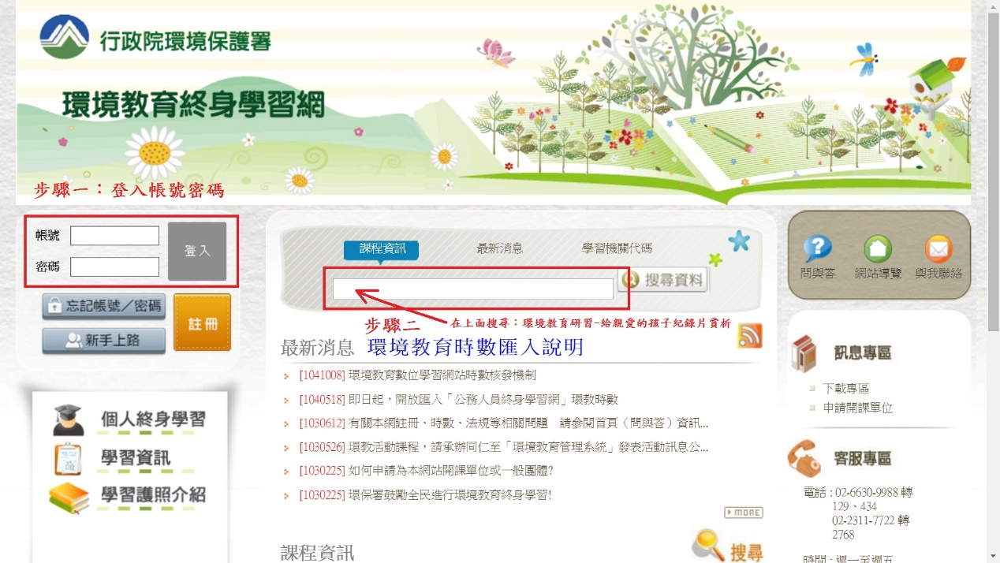 行政院環境保護署
環境教育終身學習網
步驟一：登入帳號密碼
帳號
密碼
登入
忘記帳號／密碼
新手上路
註冊
個人終身學習
學習資訊
學習護照介紹
課程資訊
最新消息
學習機關代碼
搜尋資料
步驟二
在上面搜尋：環境教育研習-給親愛的孩子紀錄片賞析
最新消息
環境教育時數匯入說明
[1041008] 環境教育數位學習網站時數核發機制
[1040518] 即日起，開放匯入「公務人員終身學習網」環教時數
[1030612] 有關本網註冊、時數、法規等相關問題　請參閱首頁（問與答）資訊...
[1030526] 環教活動課程，請承辦同仁至「環境教育管理系統」發表活動訊息公...
[1030225] 如何申請為本網站開課單位或一般團體?
[1030225] 環保署鼓勵全民進行環境教育終身學習!
MORE
課程資訊
搜尋
問與答
網站導覽
與我聯絡
訊息專區
下載專區
申請開課單位
客服專區
電話 : 02-6630-9988 轉
129、434
02-2311-7722 轉
2768
時間 : 週一至週五